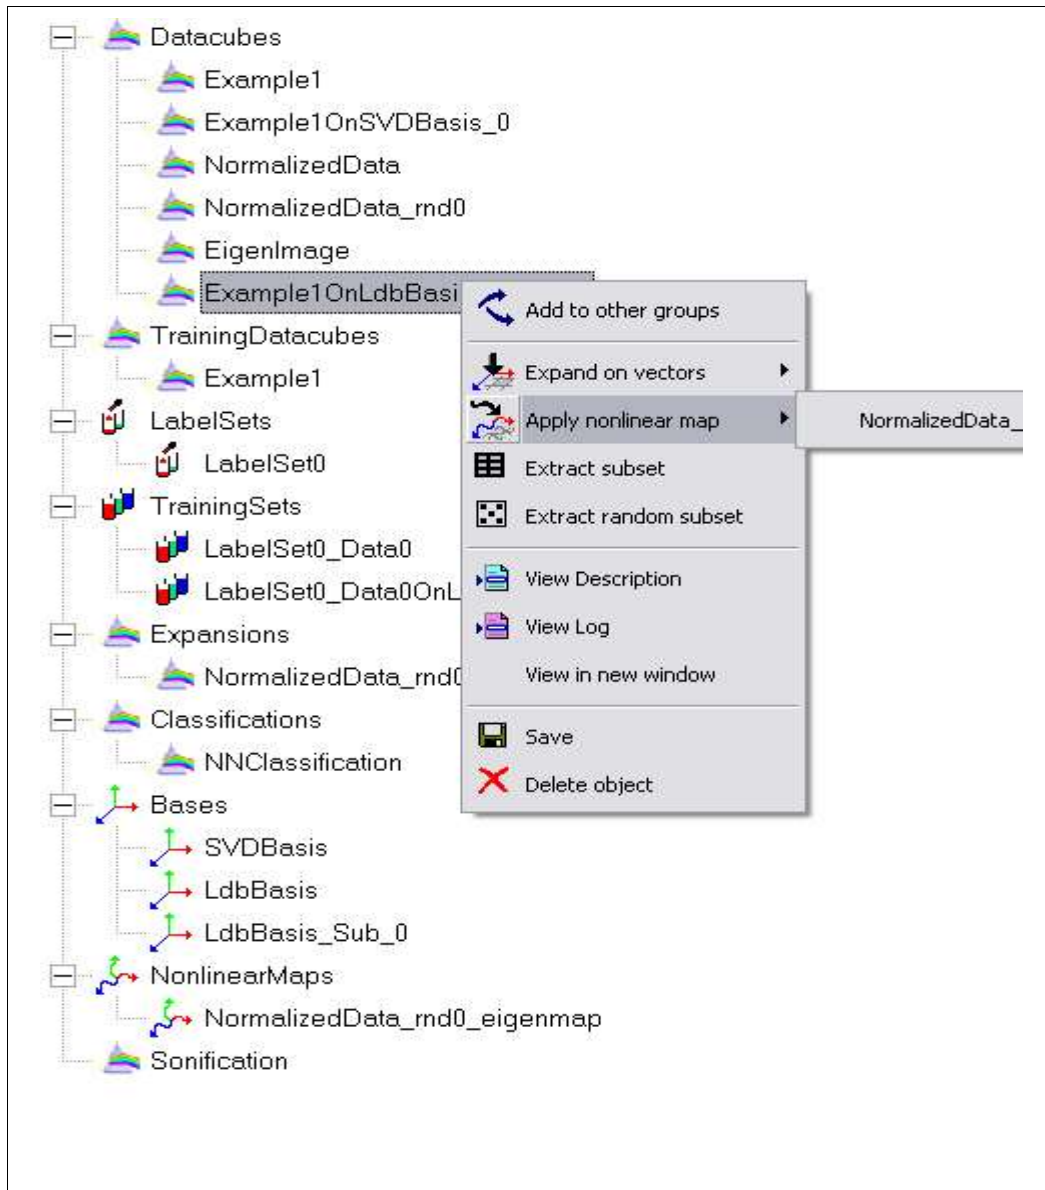 Datacubes
Example1
Example1OnSVDBasis_0
NormalizedData
NormalizedData_rnd0
EigenImage
Example1OnLdbBasi
TrainingDatacubes
Example1
LabelSets
LabelSet0
TrainingSets
LabelSet0_Data0
LabelSet0_Data0OnL
Expansions
NormalizedData_rnd0
Classifications
NNClassification
Bases
SVDBasis
LdbBasis
LdbBasis_Sub_0
NonlinearMaps
NormalizedData_rnd0_eigenmap
Sonification
Add to other groups
Expand on vectors
Apply nonlinear map
NormalizedData_
Extract subset
Extract random subset
View Description
View Log
View in new window
Save
Delete object